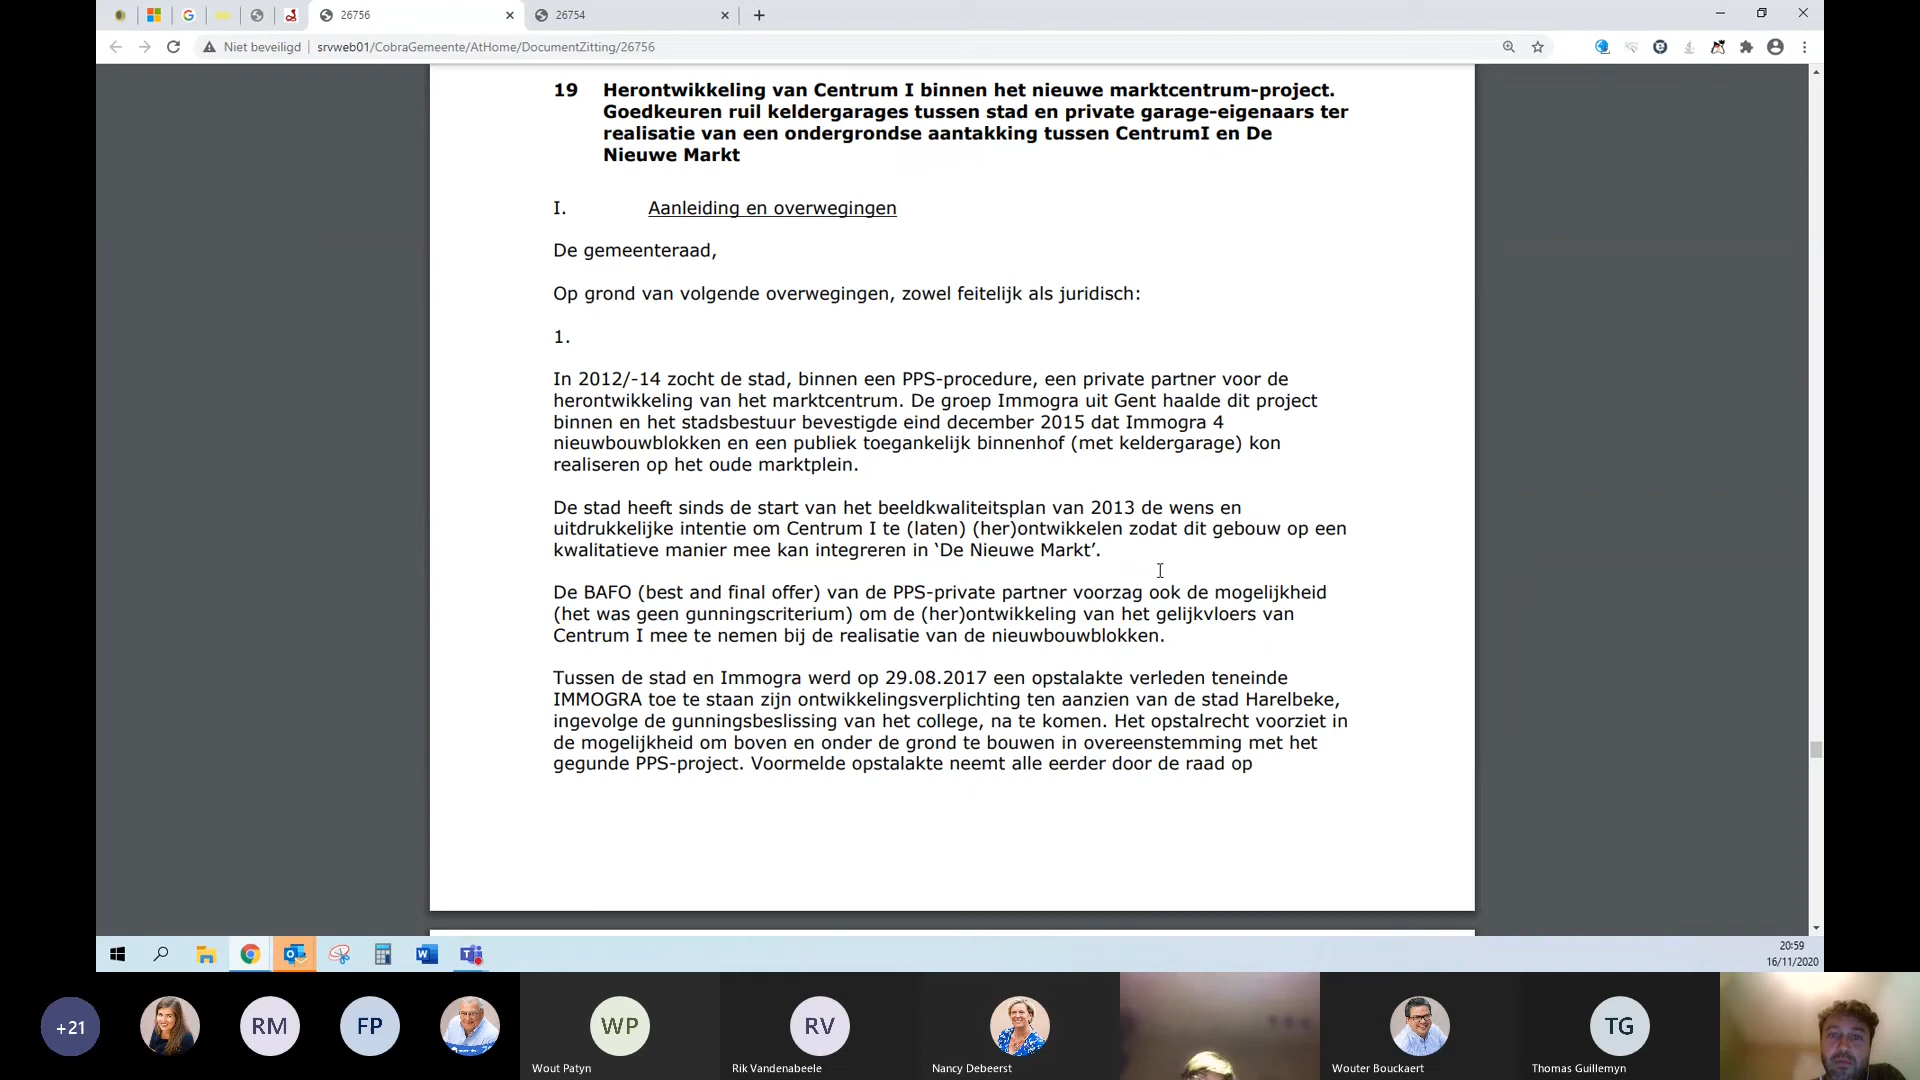 26756
26754
Niet beveiligd
srvweb01/CobraGemeente/AtHome/DocumentZitting/26756
19 Herontwikkeling van Centrum I binnen het nieuwe marktcentrum-project.
Goedkeuren ruil keldergarages tussen stad en private garage-eigenaars ter
realisatie van een ondergrondse aantakking tussen CentrumI en De
Nieuwe Markt
I. Aanleiding en overwegingen
De gemeenteraad,
Op grond van volgende overwegingen, zowel feitelijk als juridisch:
1.
In 2012/-14 zocht de stad, binnen een PPS-procedure, een private partner voor de
herontwikkeling van het marktcentrum. De groep Immogra uit Gent haalde dit project
binnen en het stadsbestuur bevestigde eind december 2015 dat Immogra 4
nieuwbouwblokken en een publiek toegankelijk binnenhof (met keldergarage) kon
realiseren op het oude marktplein.
De stad heeft sinds de start van het beeldkwaliteitsplan van 2013 de wens en
uitdrukkelijke intentie om Centrum I te (laten) (her)ontwikkelen zodat dit gebouw op een
kwalitatieve manier mee kan integreren in ‘De Nieuwe Markt’.
De BAFO (best and final offer) van de PPS-private partner voorzag ook de mogelijkheid
(het was geen gunningscriterium) om de (her)ontwikkeling van het gelijkvloers van
Centrum I mee te nemen bij de realisatie van de nieuwbouwblokken.
Tussen de stad en Immogra werd op 29.08.2017 een opstalakte verleden teneinde
IMMOGRA toe te staan zijn ontwikkelingsverplichting ten aanzien van de stad Harelbeke,
ingevolge de gunningsbeslissing van het college, na te komen. Het opstalrecht voorziet in
de mogelijkheid om boven en onder de grond te bouwen in overeenstemming met het
gegunde PPS-project. Voormelde opstalakte neemt alle eerder door de raad op
20:59
16/11/2020
+21
RM
FP
WP
RV
TG
Wout Patyn
Rik Vandenabeele
Nancy Debeerst
Wouter Bouckaert
Thomas Guillemyn